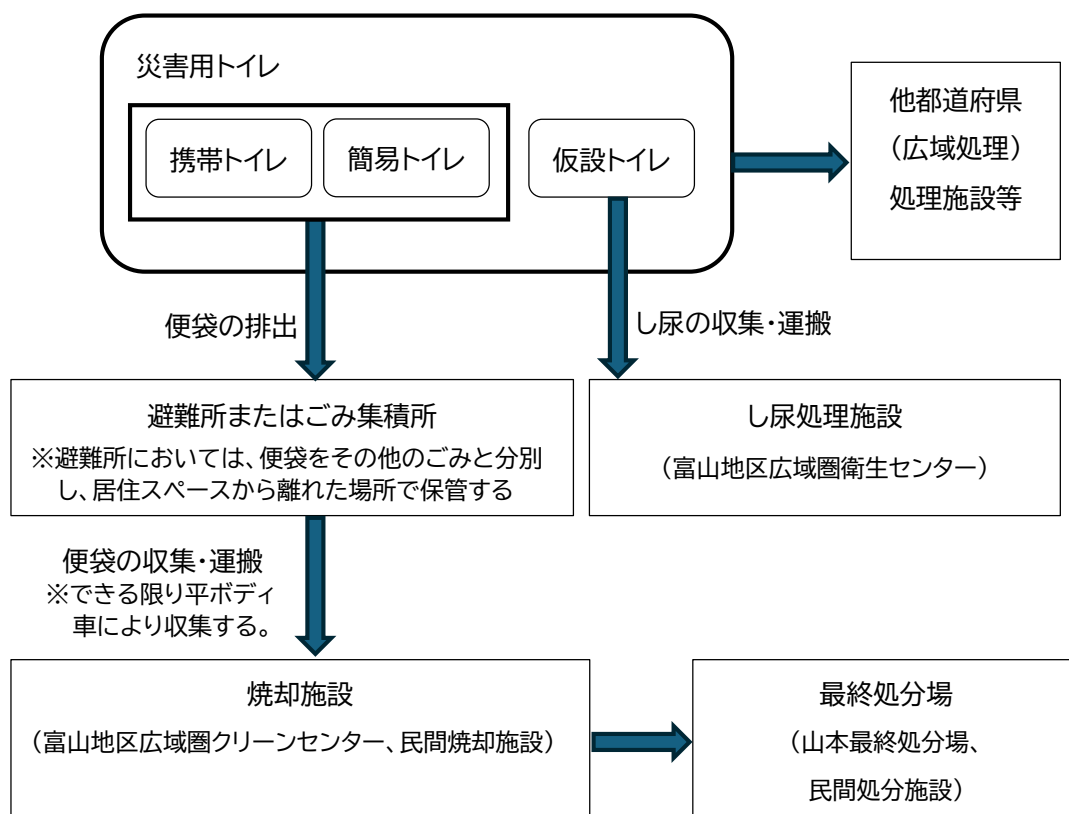 災害用トイレ
携帯トイレ
簡易トイレ
仮設トイレ
他都道府県
（広域処理）
処理施設等
便袋の排出
し尿の収集・運搬
避難所またはごみ集積所
※避難所においては、便袋をその他のごみと分別
し、居住スペースから離れた場所で保管する
し尿処理施設
（富山地区広域圏衛生センター）
便袋の収集・運搬
※できる限り平ボディ
車により収集する。
焼却施設
（富山地区広域圏クリーンセンター、民間焼却施設）
最終処分場
（山本最終処分場、
民間処分施設）